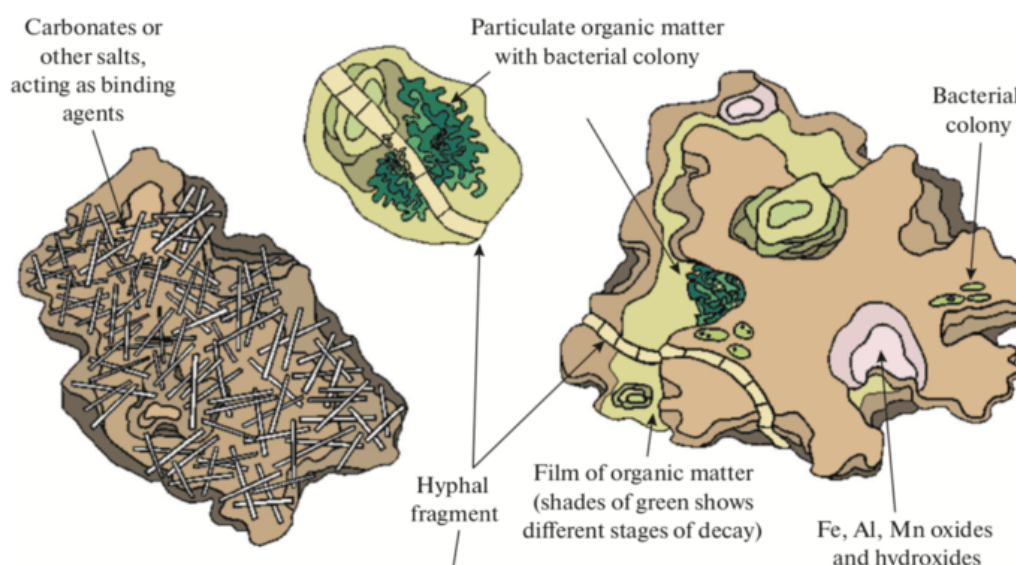 Carbonates or
other salts,
acting as binding
agents
Particulate organic matter
with bacterial colony
Bacterial
colony
Hyphal
fragment
Film of organic matter
(shades of green shows
different stages of decay)
Fe, Al, Mn oxides
and hydroxides